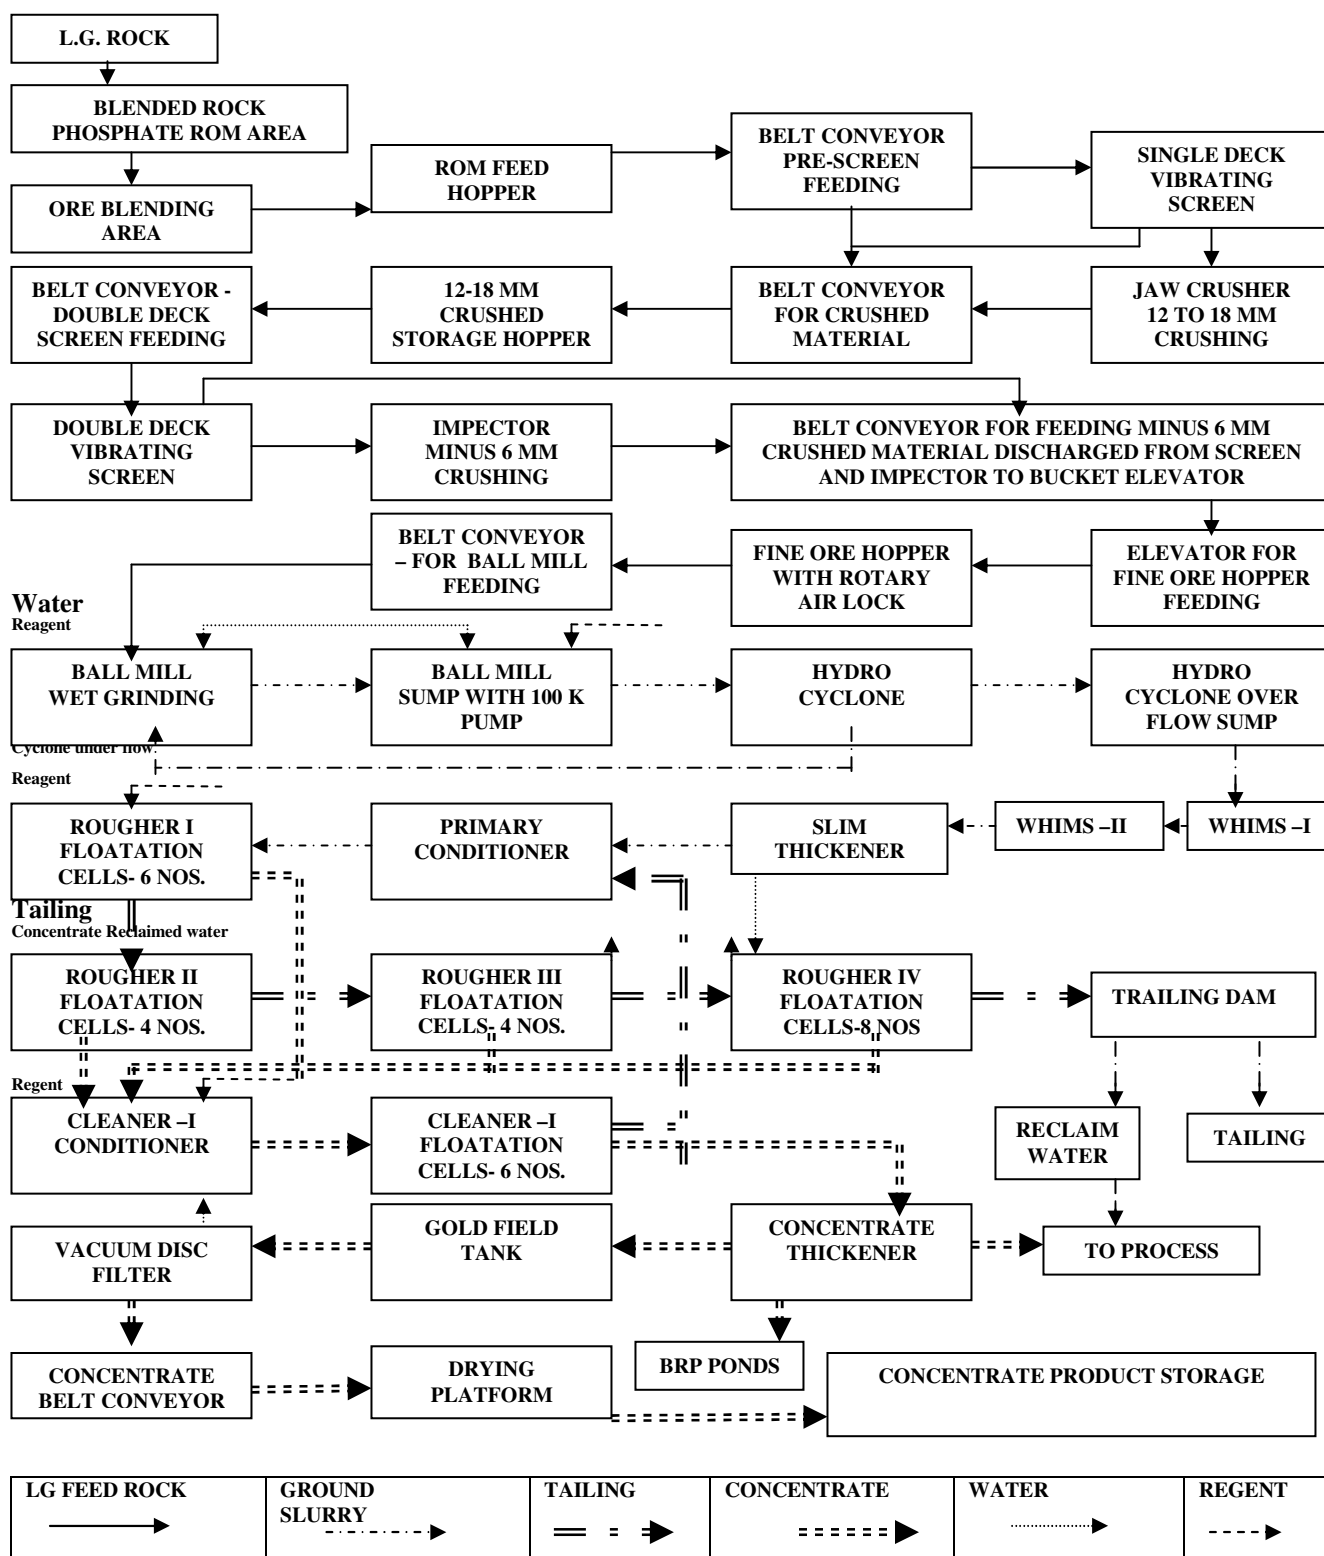 L.G. ROCK
BLENDED ROCK
PHOSPHATE ROM AREA
ORE BLENDING
AREA
ROM FEED
HOPPER
BELT CONVEYOR
PRE-SCREEN
FEEDING
SINGLE DECK
VIBRATING
SCREEN
BELT CONVEYOR -
DOUBLE DECK
SCREEN FEEDING
12-18 MM
CRUSHED
STORAGE HOPPER
BELT CONVEYOR
FOR CRUSHED
MATERIAL
JAW CRUSHER
12 TO 18 MM
CRUSHING
DOUBLE DECK
VIBRATING
SCREEN
IMPECTOR
MINUS 6 MM
CRUSHING
BELT CONVEYOR FOR FEEDING MINUS 6 MM
CRUSHED MATERIAL DISCHARGED FROM SCREEN
AND IMPECTOR TO BUCKET ELEVATOR
BELT CONVEYOR
– FOR BALL MILL
FEEDING
FINE ORE HOPPER
WITH ROTARY
AIR LOCK
ELEVATOR FOR
FINE ORE HOPPER
FEEDING
Water
Reagent
BALL MILL
WET GRINDING
BALL MILL
SUMP WITH 100 K
PUMP
HYDRO
CYCLONE
HYDRO
CYCLONE OVER
FLOW SUMP
Cyclone under flow
Reagent
ROUGHER I
FLOATATION
CELLS- 6 NOS.
PRIMARY
CONDITIONER
SLIM
THICKENER
WHIMS –II
WHIMS –I
Tailing
Concentrate Reclaimed water
ROUGHER II
FLOATATION
CELLS- 4 NOS.
ROUGHER III
FLOATATION
CELLS- 4 NOS.
ROUGHER IV
FLOATATION
CELLS-8 NOS
TRAILING DAM
Regent
CLEANER –I
CONDITIONER
CLEANER –I
FLOATATION
CELLS- 6 NOS.
RECLAIM
WATER
TAILING
VACUUM DISC
FILTER
GOLD FIELD
TANK
CONCENTRATE
THICKENER
TO PROCESS
CONCENTRATE
BELT CONVEYOR
DRYING
PLATFORM
BRP PONDS
CONCENTRATE PRODUCT STORAGE
LG FEED ROCK
GROUND
SLURRY
TAILING
CONCENTRATE
WATER
REGENT